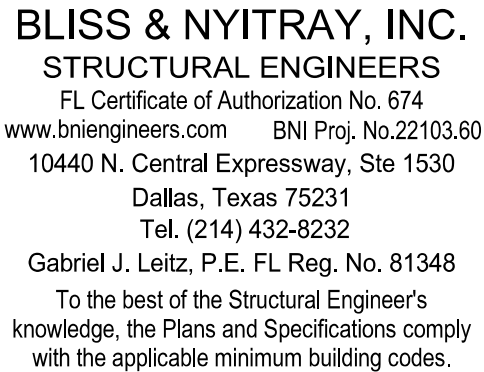 BLISS & NYITRAY, INC.
STRUCTURAL ENGINEERS
FL Certificate of Authorization No. 674
www.bniengineers.com BNI Proj. No.22103.60
10440 N. Central Expressway, Ste 1530
Dallas, Texas 75231
Tel. (214) 432-8232
Gabriel J. Leitz, P.E. FL Reg. No. 81348
To the best of the Structural Engineer's
knowledge, the Plans and Specifications comply
with the applicable minimum building codes.